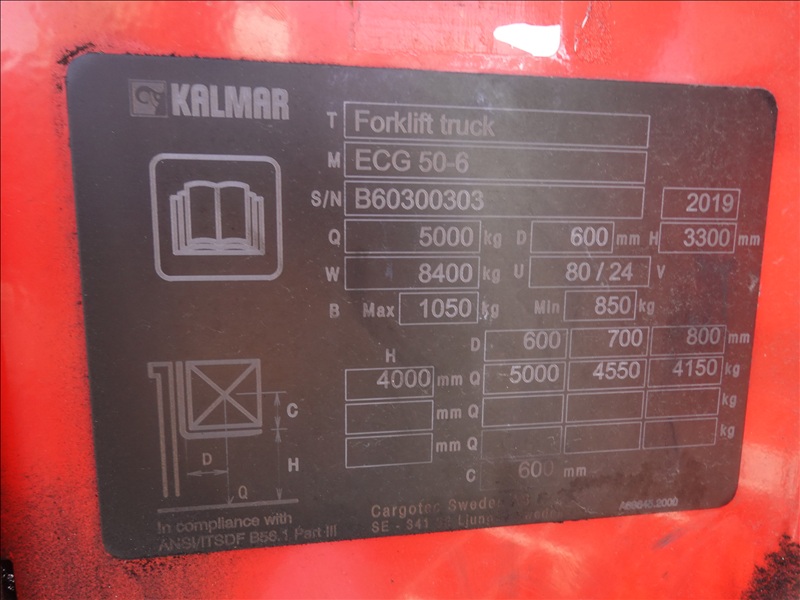 KALMAR
T Forklift truck
M ECG 50-6
S/N B60300303 2019
Q 5000 kg D 600 mm H 3300 mm
W 8400 kg U 80 / 24 V
B Max 1050 kg Min 850 kg
H D 600 700 800 mm
4000 mm Q 5000 4550 4150 kg
mm Q kg
mm Q kg
C 600 mm
C
D H
Q
In compliance with
ANSI/ITSDF B56.1 Part III
Cargotec Sweden
SE - 341